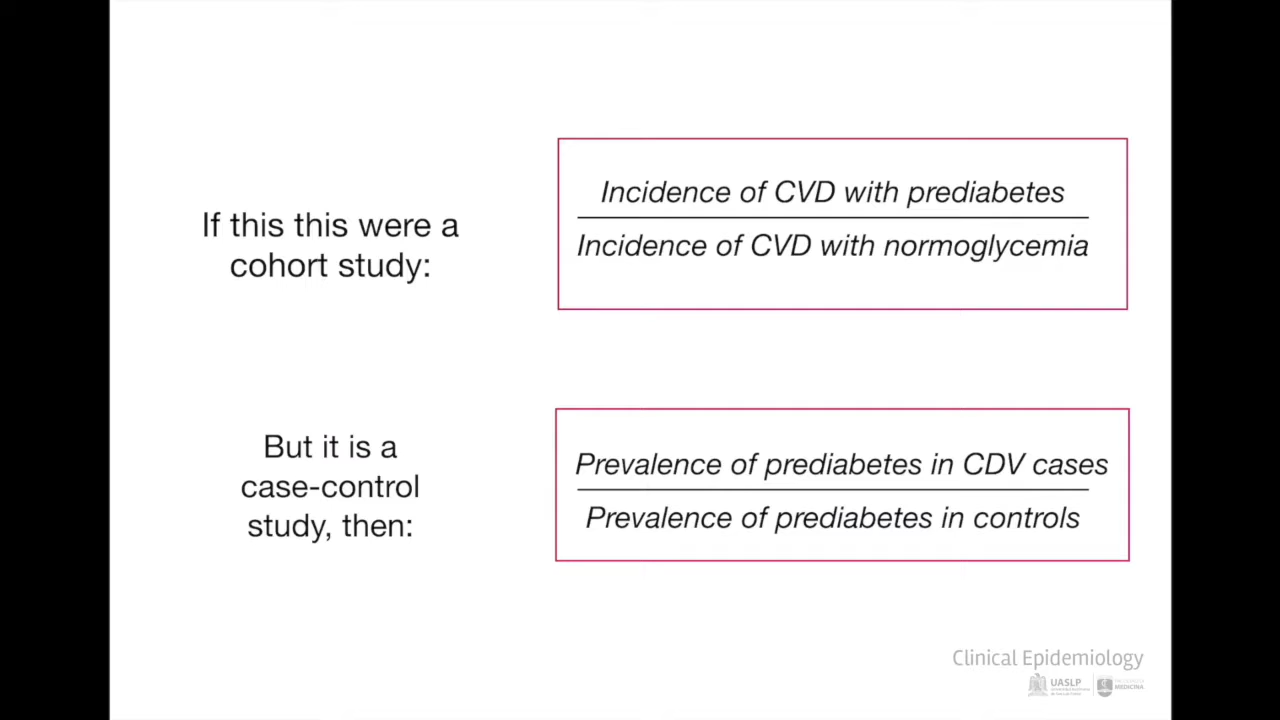 If this this were a
cohort study:
Incidence of CVD with prediabetes
Incidence of CVD with normoglycemia
But it is a
case-control
study, then:
Prevalence of prediabetes in CDV cases
Prevalence of prediabetes in controls
Clinical Epidemiology
UASLP
MEDICINA